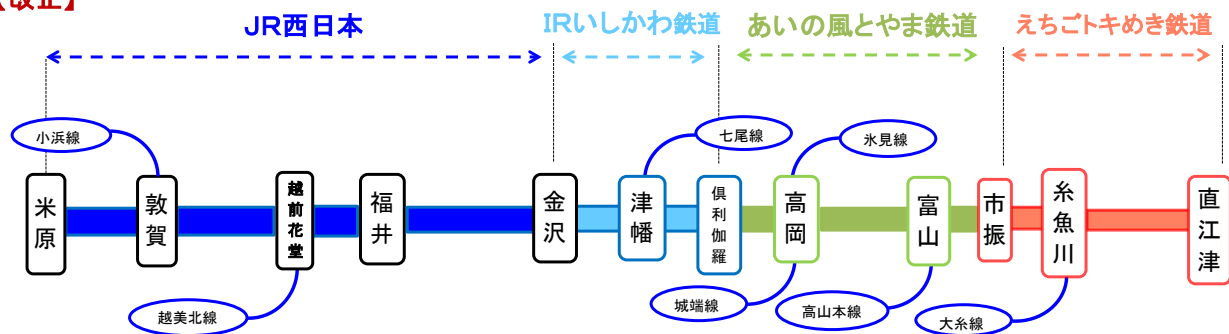 【改正】
JR西日本
IRいしかわ鉄道
あいの風とやま鉄道
えちごトキめき鉄道
小浜線
七尾線
氷見線
米原
敦賀
越前花堂
福井
金沢
津幡
倶利伽羅
高岡
富山
市振
糸魚川
直江津
越美北線
城端線
高山本線
大糸線